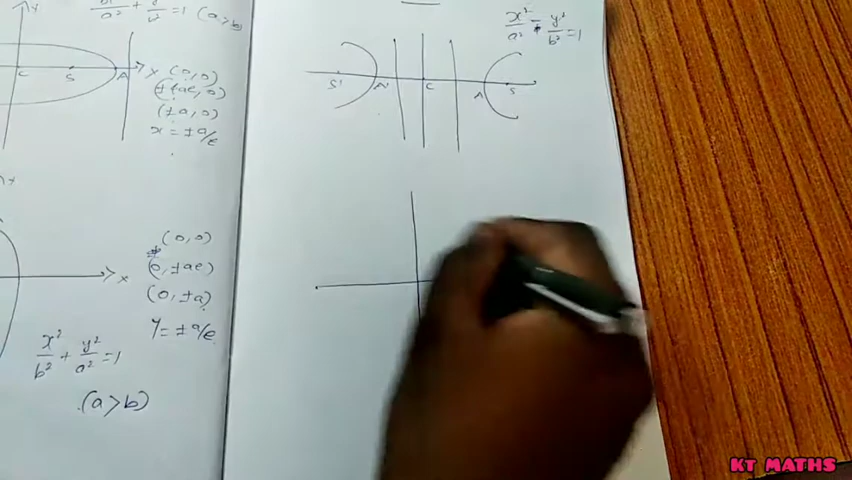 x²/a² + y²/b² = 1 (a>b)
Y
C S A X (0, 0)
(±ae, 0)
(±a, 0)
x = ±a/e
Y
(0, 0)
X (0, ±ae)
(0, ±a)
Y = ±a/e
x²/b² + y²/a² = 1
(a>b)
x²/a² - y²/b² = 1
S' A' C A S
KT MATHS